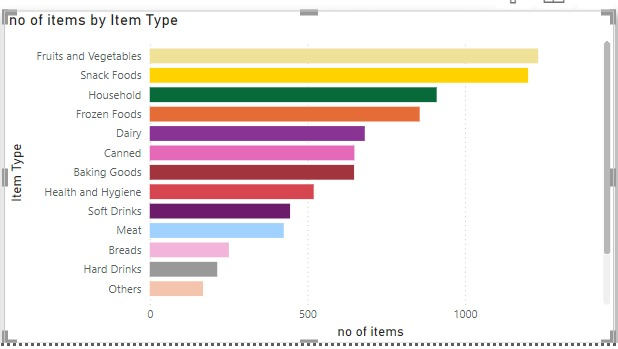 no of items by Item Type
Fruits and Vegetables
Snack Foods
Household
Frozen Foods
Dairy
Canned
Baking Goods
Health and Hygiene
Soft Drinks
Meat
Breads
Hard Drinks
Others
Item Type
0 500 1000
no of items